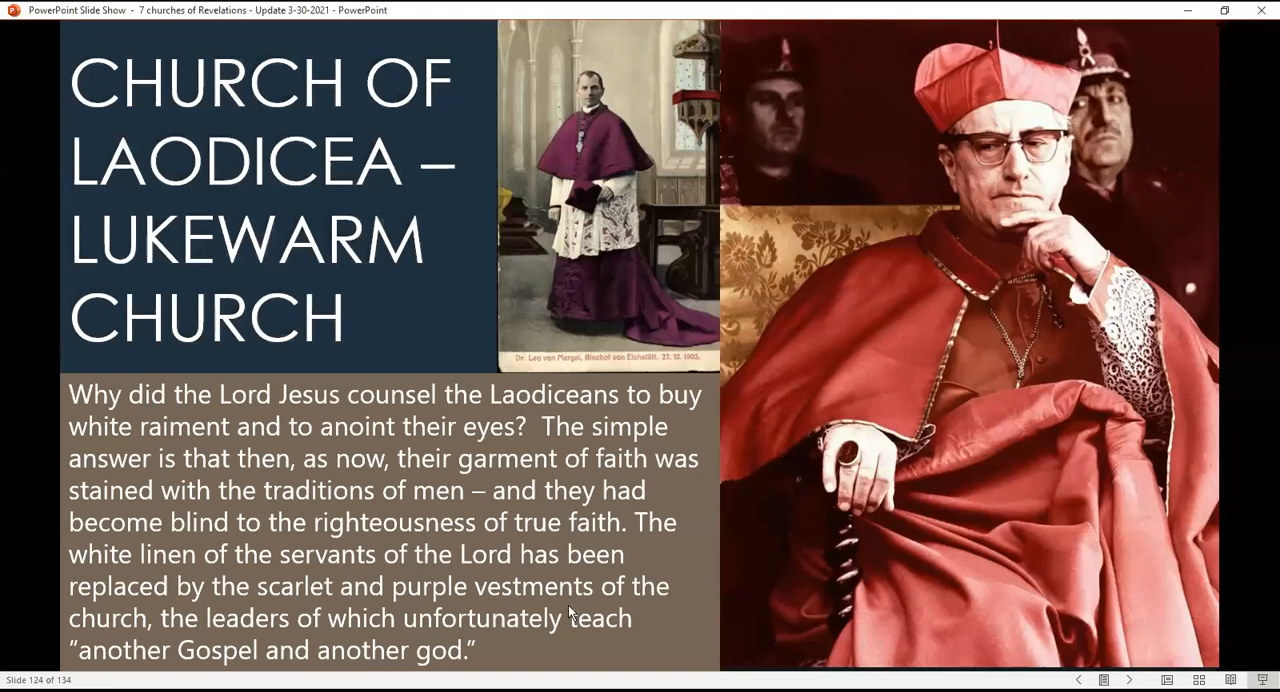 PowerPoint Slide Show - 7 churches of Revelations - Update 3-30-2021 - PowerPoint
CHURCH OF
LAODICEA –
LUKEWARM
CHURCH
Dr. Leo von Mergel, Bischof von Eichstätt. 27. 12. 1905.
Why did the Lord Jesus counsel the Laodiceans to buy
white raiment and to anoint their eyes? The simple
answer is that then, as now, their garment of faith was
stained with the traditions of men – and they had
become blind to the righteousness of true faith. The
white linen of the servants of the Lord has been
replaced by the scarlet and purple vestments of the
church, the leaders of which unfortunately teach
“another Gospel and another god.”
Slide 124 of 134